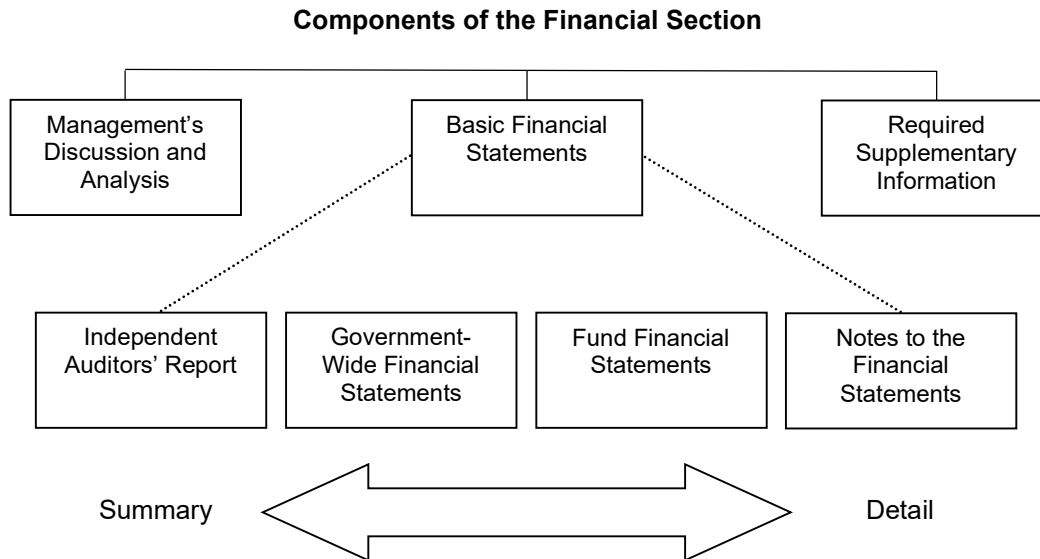 Components of the Financial Section
Management’s
Discussion and
Analysis
Basic Financial
Statements
Required
Supplementary
Information
Independent
Auditors’ Report
Government-
Wide Financial
Statements
Fund Financial
Statements
Notes to the
Financial
Statements
Summary
Detail